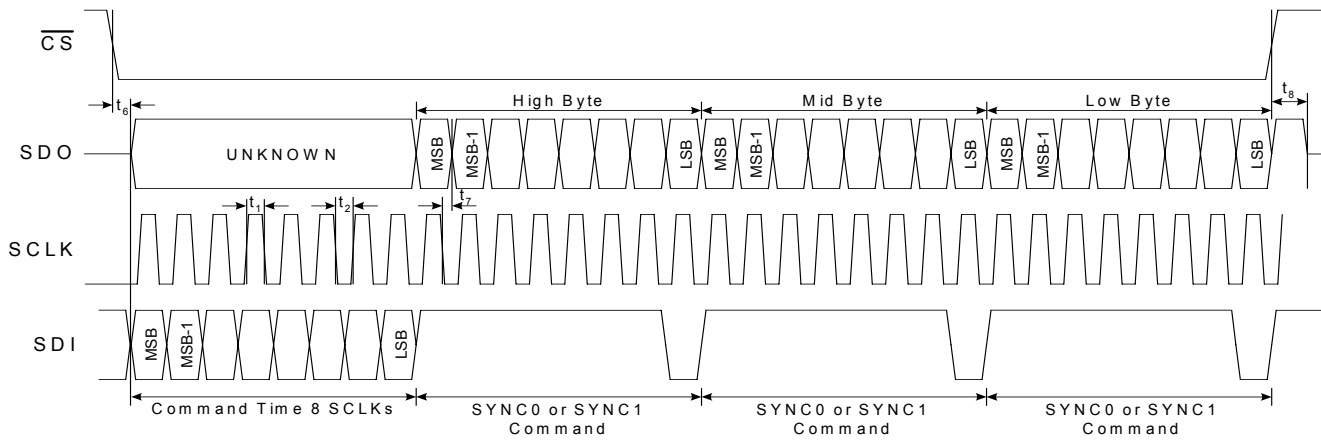 CS
t6
High Byte
Mid Byte
Low Byte
t8
SDO
UNKNOWN
MSB
MSB-1
LSB
MSB
MSB-1
LSB
MSB
MSB-1
LSB
t1
t2
t7
SCLK
SDI
MSB
MSB-1
LSB
Command Time 8 SCLKs
SYNC0 or SYNC1
Command
SYNC0 or SYNC1
Command
SYNC0 or SYNC1
Command